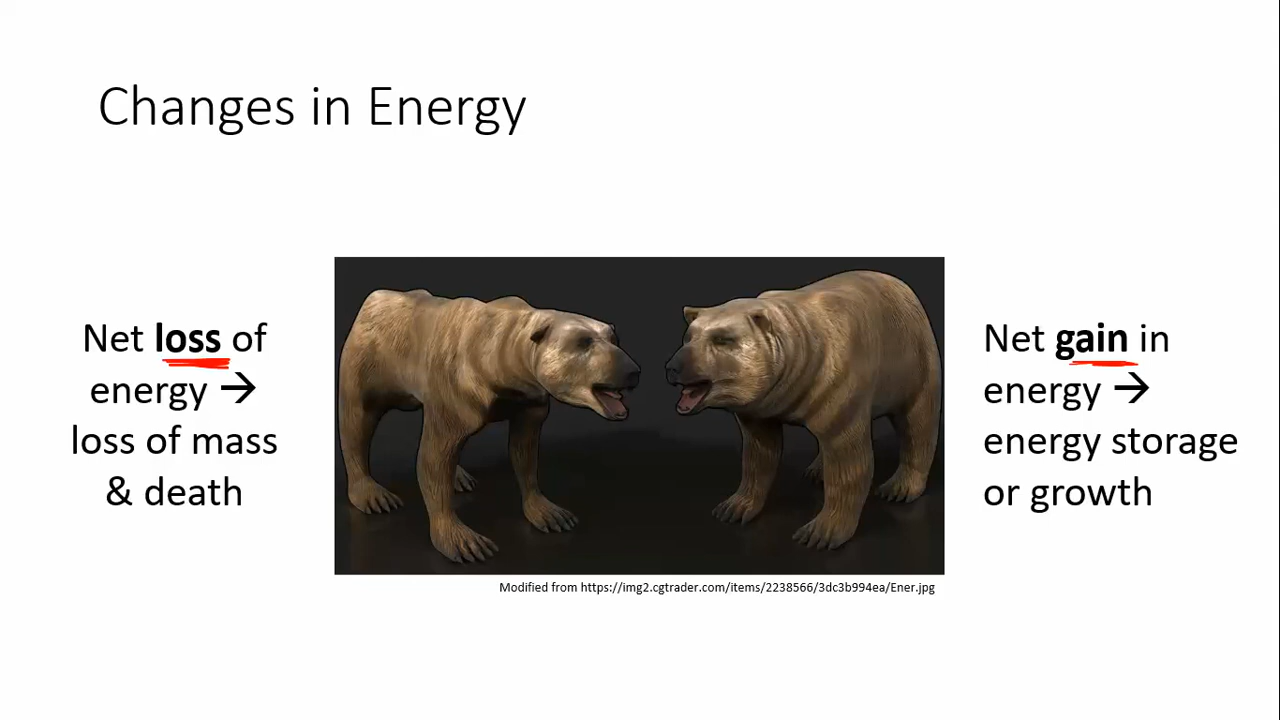 Changes in Energy
Net loss of
energy →
loss of mass
& death
Net gain in
energy →
energy storage
or growth
Modified from https://img2.cgtrader.com/items/2238566/3dc3b994ea/Ener.jpg